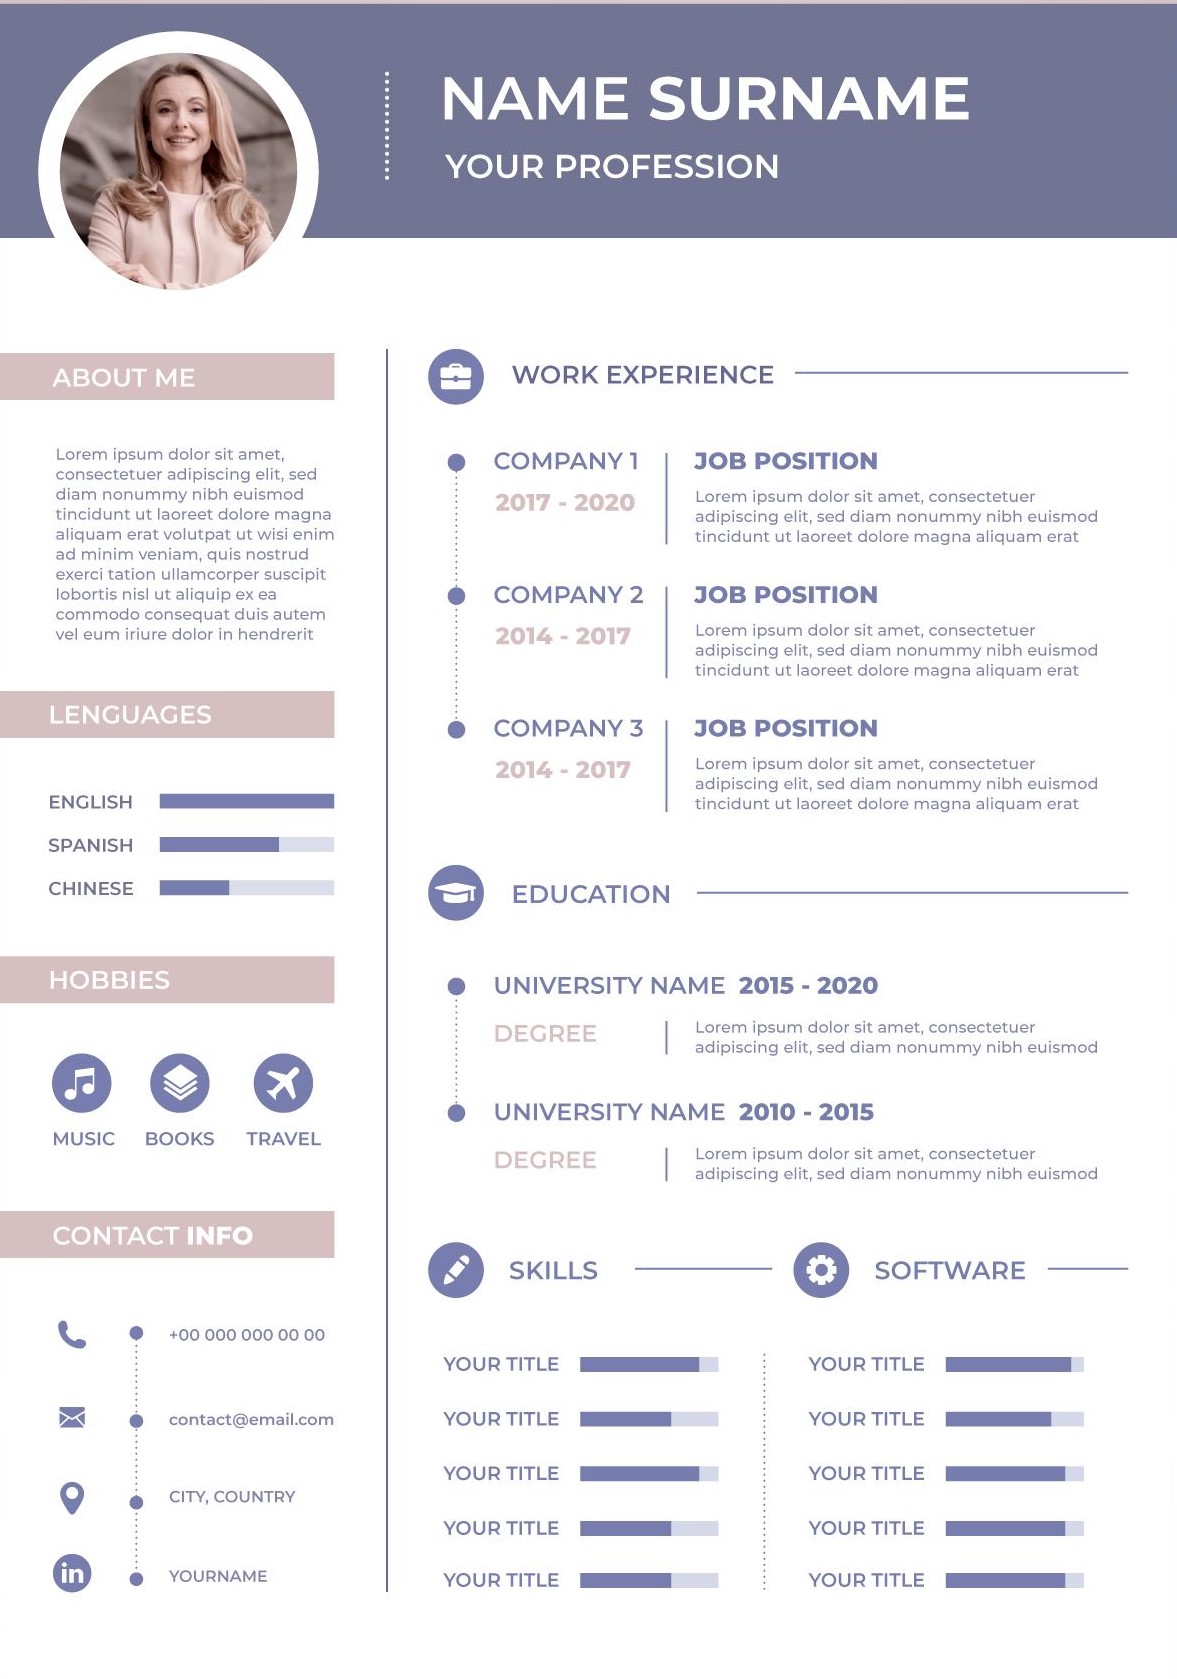 NAME SURNAME
YOUR PROFESSION
ABOUT ME
Lorem ipsum dolor sit amet,
consectetuer adipiscing elit, sed
diam nonummy nibh euismod
tincidunt ut laoreet dolore magna
aliquam erat volutpat ut wisi enim
ad minim veniam, quis nostrud
exerci tation ullamcorper suscipit
lobortis nisl ut aliquip ex ea
commodo consequat duis autem
vel eum iriure dolor in hendrerit
LENGUAGES
ENGLISH
SPANISH
CHINESE
HOBBIES
MUSIC BOOKS TRAVEL
CONTACT INFO
+00 000 000 00 00
contact@email.com
CITY, COUNTRY
in YOURNAME
WORK EXPERIENCE
COMPANY 1
2017 - 2020
JOB POSITION
Lorem ipsum dolor sit amet, consectetuer
adipiscing elit, sed diam nonummy nibh euismod
tincidunt ut laoreet dolore magna aliquam erat
COMPANY 2
2014 - 2017
JOB POSITION
Lorem ipsum dolor sit amet, consectetuer
adipiscing elit, sed diam nonummy nibh euismod
tincidunt ut laoreet dolore magna aliquam erat
COMPANY 3
2014 - 2017
JOB POSITION
Lorem ipsum dolor sit amet, consectetuer
adipiscing elit, sed diam nonummy nibh euismod
tincidunt ut laoreet dolore magna aliquam erat
EDUCATION
UNIVERSITY NAME 2015 - 2020
DEGREE
Lorem ipsum dolor sit amet, consectetuer
adipiscing elit, sed diam nonummy nibh euismod
UNIVERSITY NAME 2010 - 2015
DEGREE
Lorem ipsum dolor sit amet, consectetuer
adipiscing elit, sed diam nonummy nibh euismod
SKILLS
YOUR TITLE
YOUR TITLE
YOUR TITLE
YOUR TITLE
YOUR TITLE
SOFTWARE
YOUR TITLE
YOUR TITLE
YOUR TITLE
YOUR TITLE
YOUR TITLE